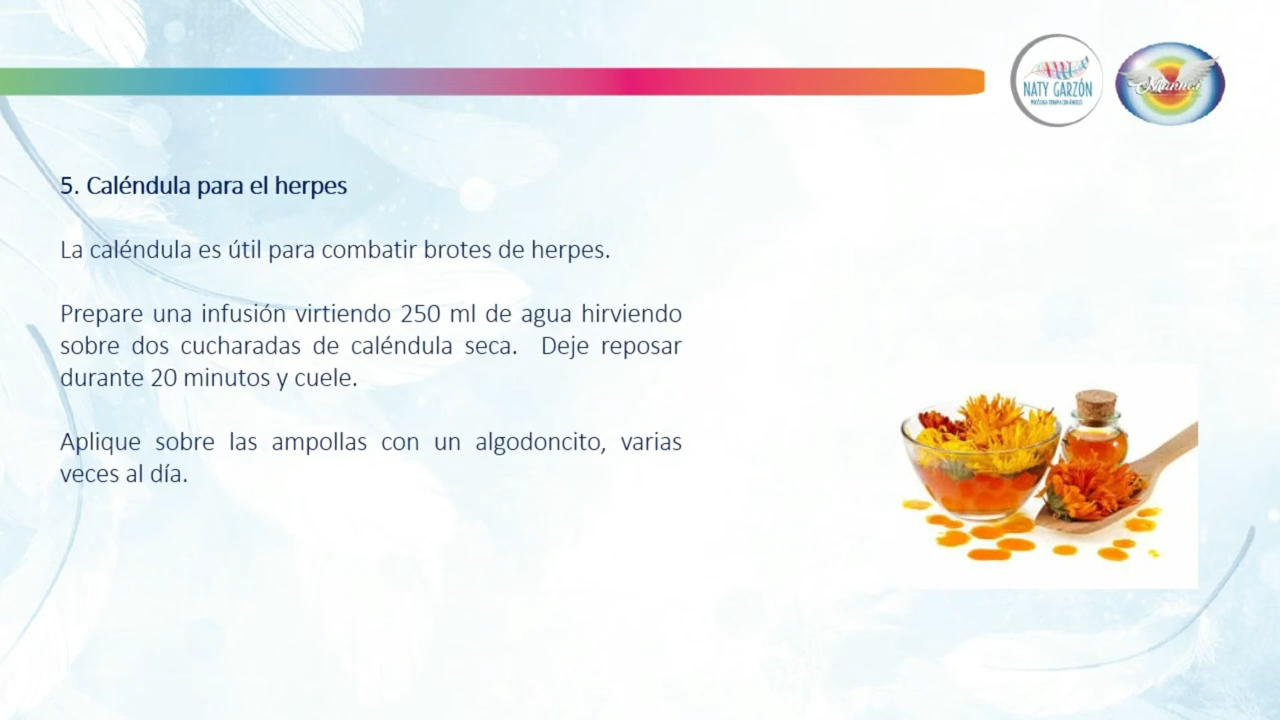 NATY GARZÓN
5. Caléndula para el herpes
La caléndula es útil para combatir brotes de herpes.
Prepare una infusión virtiendo 250 ml de agua hirviendo
sobre dos cucharadas de caléndula seca. Deje reposar
durante 20 minutos y cuele.
Aplique sobre las ampollas con un algodoncito, varias
veces al día.